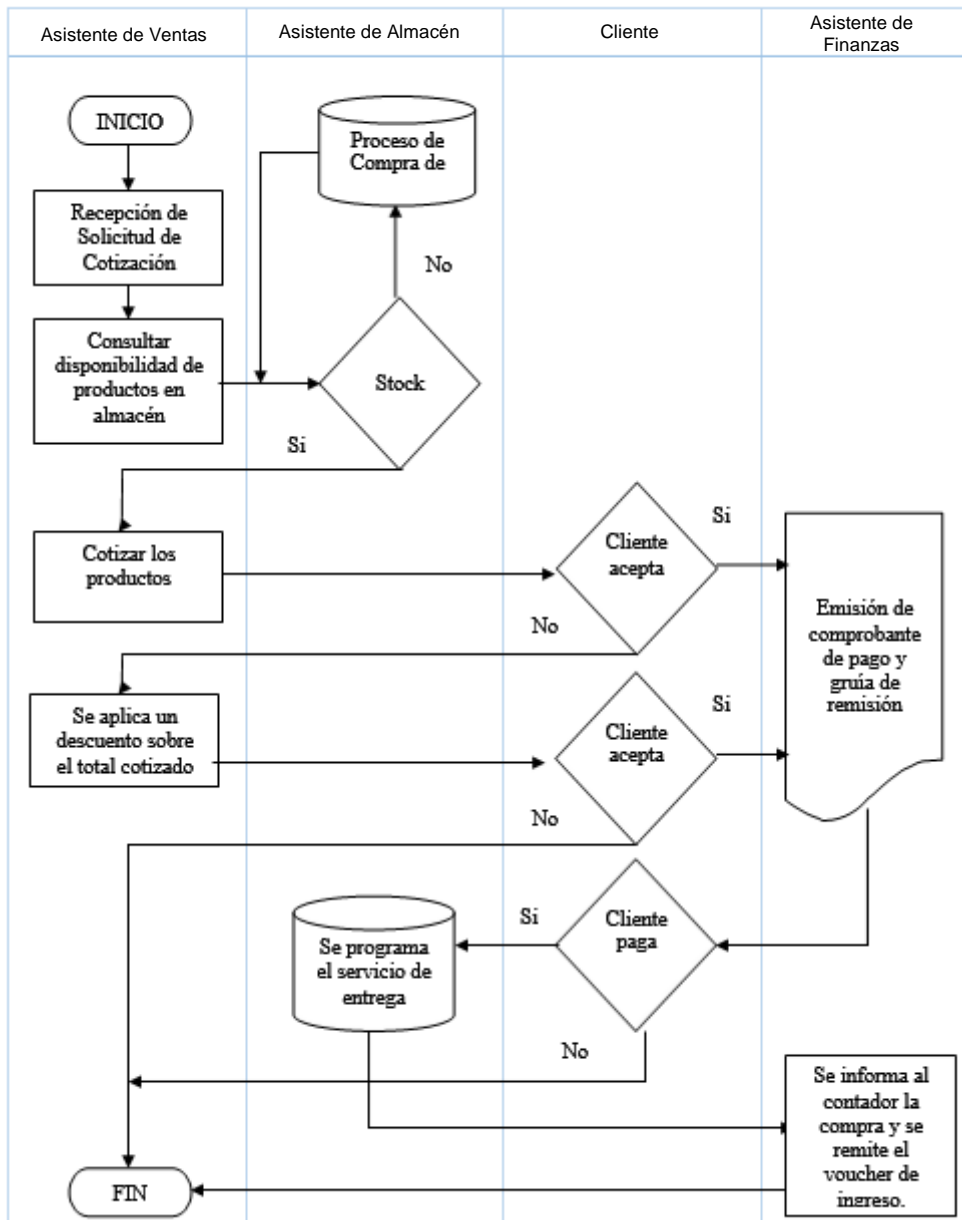 Asistente de Ventas
Asistente de Almacén
Cliente
Asistente de
Finanzas
INICIO
Proceso de
Compra de
Recepción de
Solicitud de
Cotización
No
Consultar
disponibilidad de
productos en
almacén
Stock
Si
Cotizar los
productos
Cliente
acepta
Si
No
Emisión de
comprobante
de pago y
gruía de
remisión
Se aplica un
descuento sobre
el total cotizado
Cliente
acepta
Si
No
Cliente
paga
Si
Se programa
el servicio de
entrega
No
Se informa al
contador la
compra y se
remite el
voucher de
ingreso.
FIN